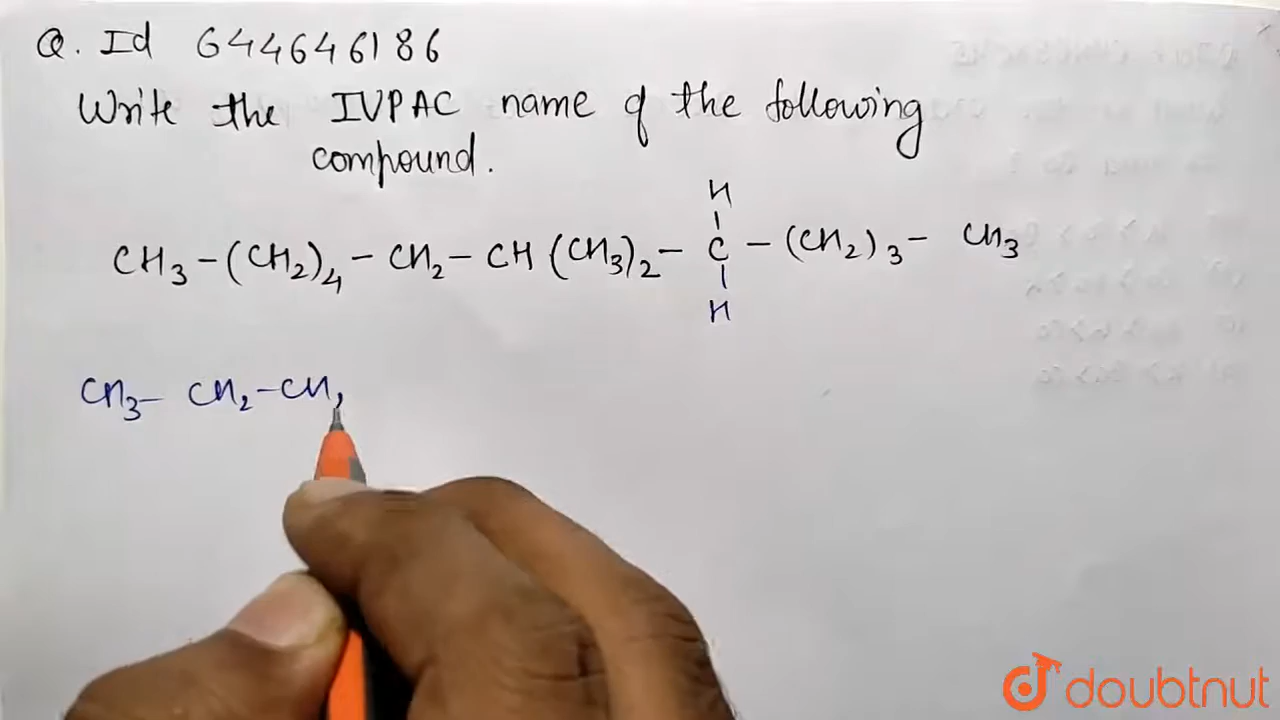 Q. Id 644646186
Write the IUPAC name of the following
compound.
H
CH3-(CH2)4-CH2-CH(CH3)2-C-(CH2)3-CH3
H
CH3-CH2-CH2
doubtnut